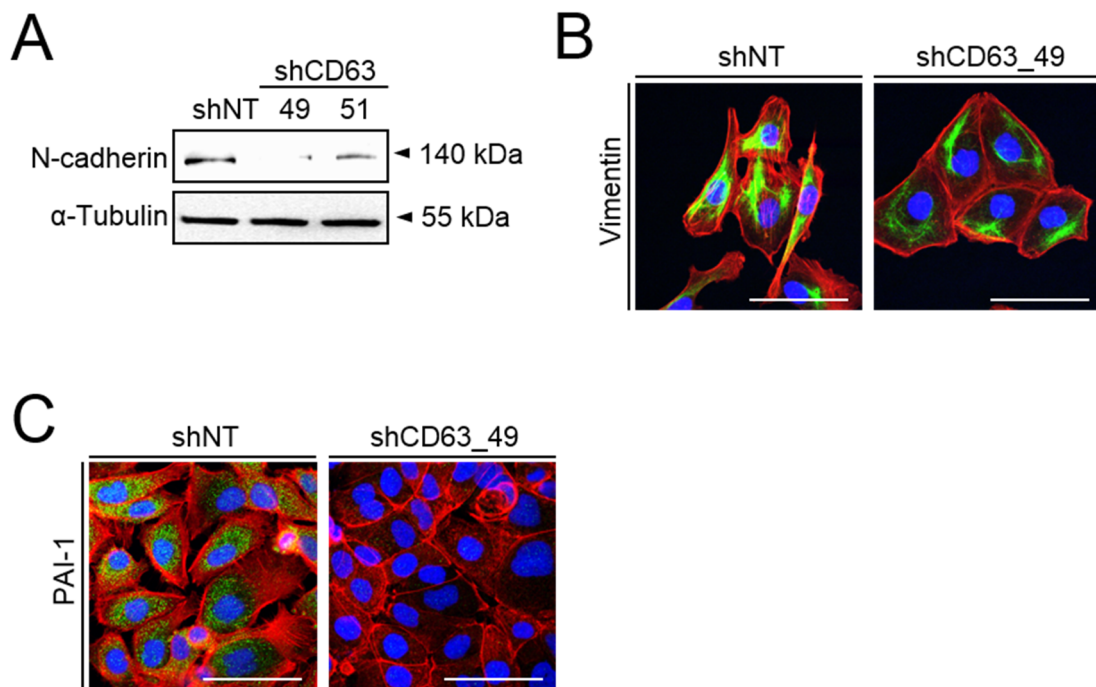 A
shCD63
shNT 49 51
N-cadherin 140 kDa
α-Tubulin 55 kDa
B
shNT shCD63_49
Vimentin
C
shNT shCD63_49
PAI-1